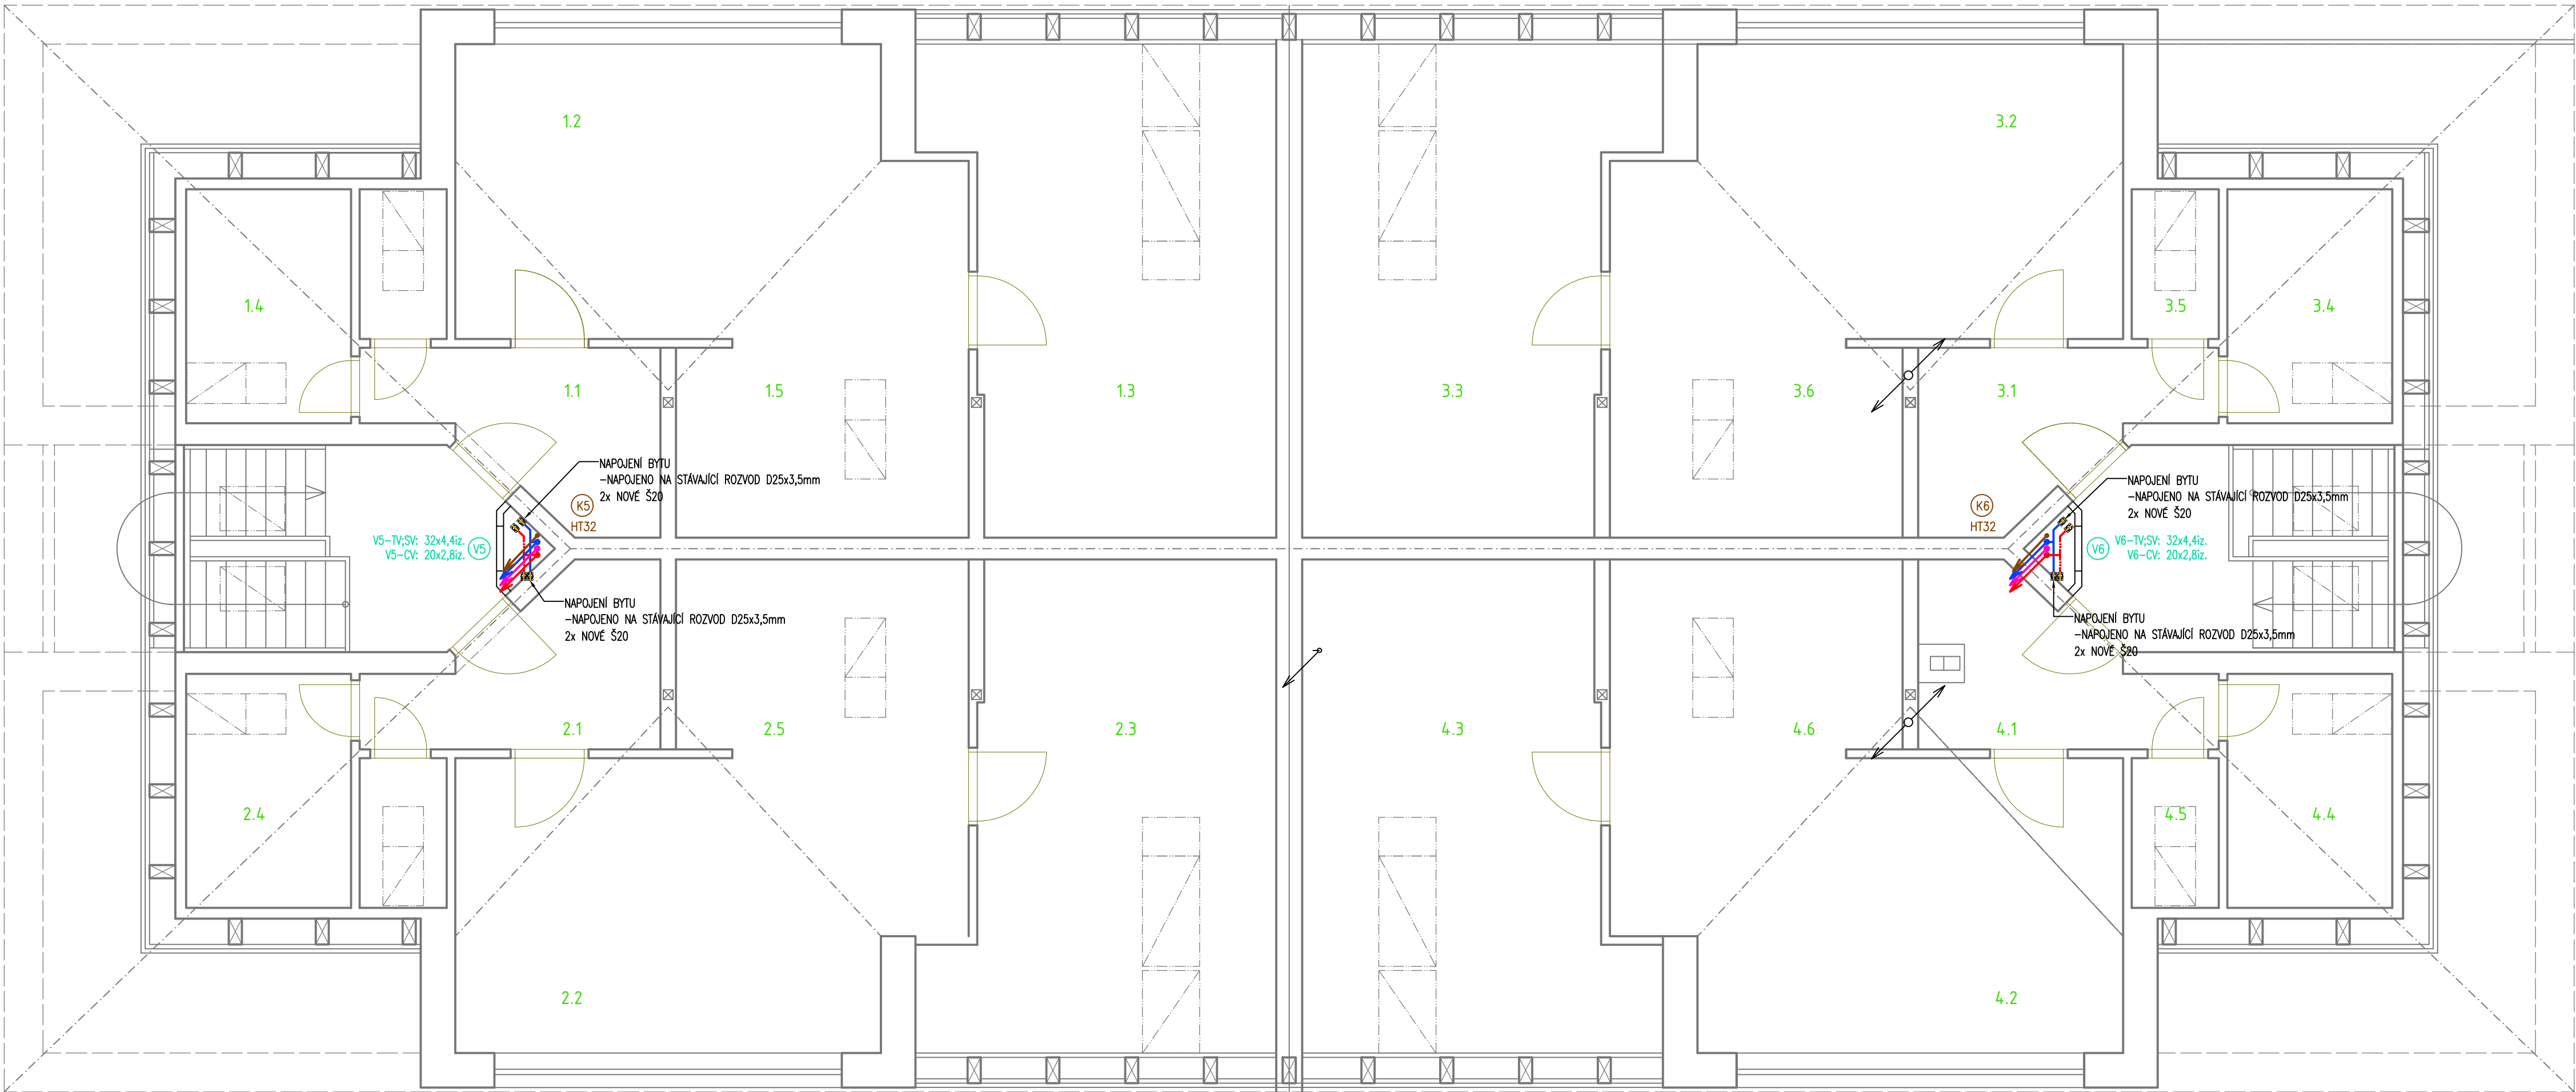 1.2
3.2
1.4
3.5
3.4
1.1
1.5
1.3
3.3
3.6
3.1
NAPOJENÍ BYTU
-NAPOJENO NA STÁVAJÍCÍ ROZVOD D25x3,5mm
2x NOVÉ Š20
K5
HT32
V5-TV;SV: 32x4,4iz.
V5-CV: 20x2,8iz.
V5
NAPOJENÍ BYTU
-NAPOJENO NA STÁVAJÍCÍ ROZVOD D25x3,5mm
2x NOVÉ Š20
K6
HT32
NAPOJENÍ BYTU
-NAPOJENO NA STÁVAJÍCÍ ROZVOD D25x3,5mm
2x NOVÉ Š20
V6
V6-TV;SV: 32x4,4iz.
V6-CV: 20x2,8iz.
NAPOJENÍ BYTU
-NAPOJENO NA STÁVAJÍCÍ ROZVOD D25x3,5mm
2x NOVÉ Š20
2.1
2.5
2.3
4.3
4.6
4.1
2.4
4.5
4.4
2.2
4.2